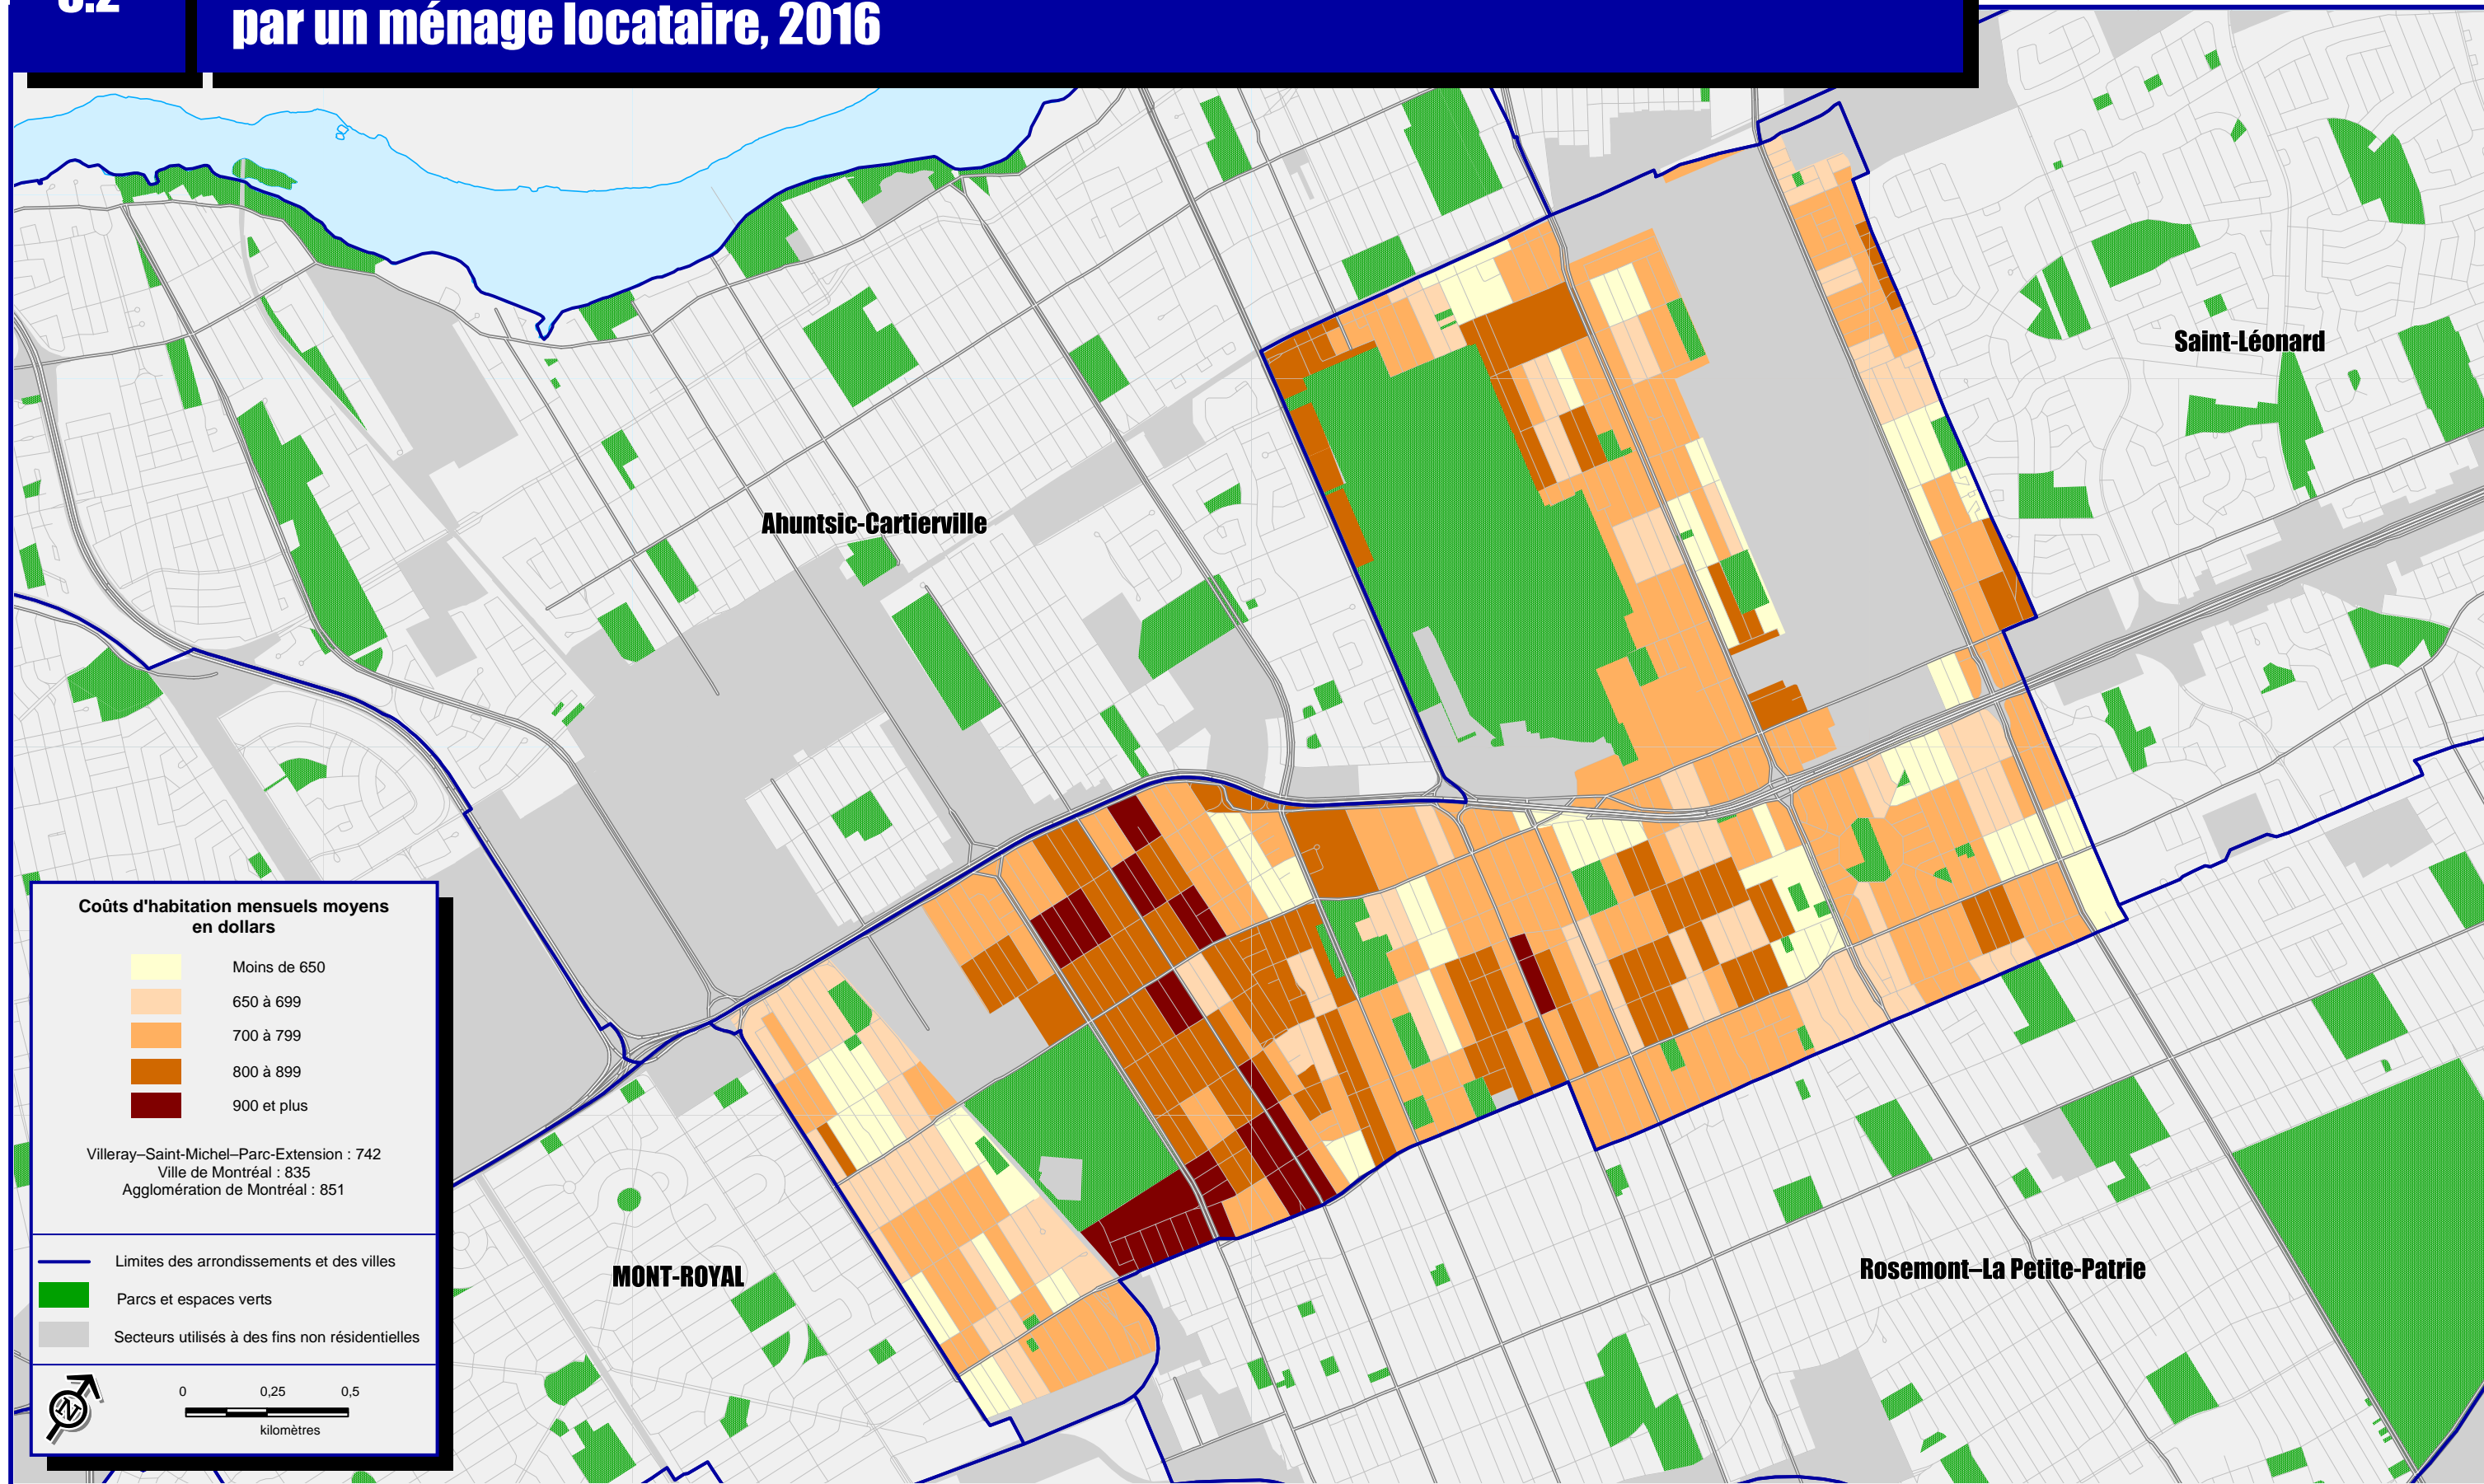 par un ménage locataire, 2016
Saint-Léonard
Ahuntsic-Cartierville
MONT-ROYAL
Rosemont–La Petite-Patrie
Coûts d'habitation mensuels moyens
en dollars
Moins de 650
650 à 699
700 à 799
800 à 899
900 et plus
Villeray–Saint-Michel–Parc-Extension : 742
Ville de Montréal : 835
Agglomération de Montréal : 851
Limites des arrondissements et des villes
Parcs et espaces verts
Secteurs utilisés à des fins non résidentielles
N
0 0,25 0,5
kilomètres